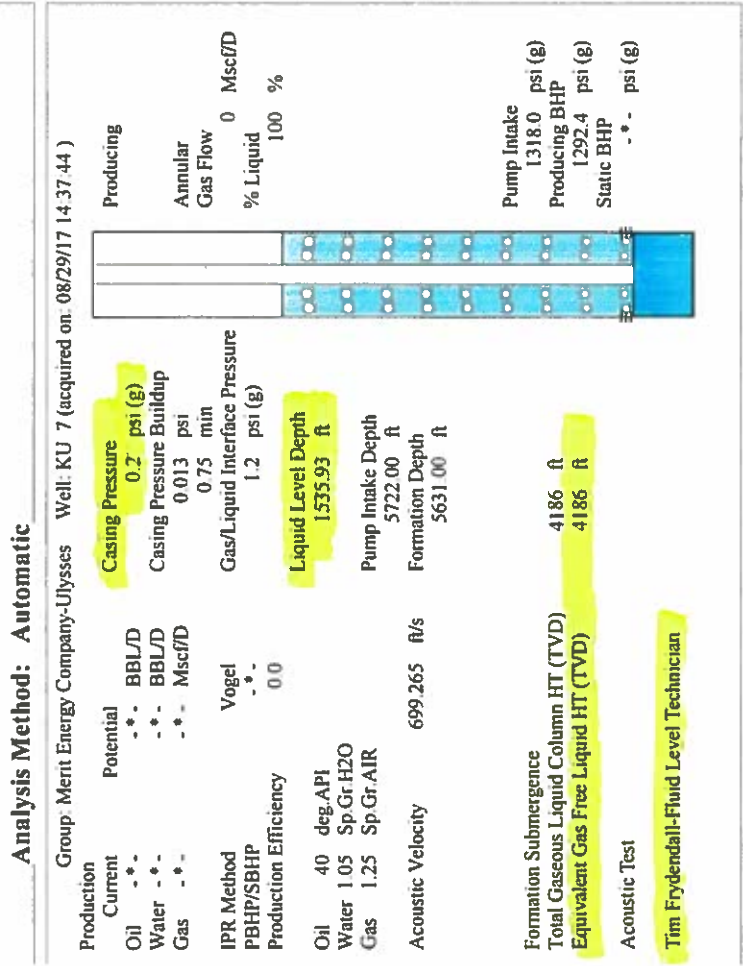 Analysis Method: Automatic
Group: Merit Energy Company-Ulysses Well: KU 7 (acquired on: 08/29/17 14:37:44 )
Production
Current Potential
Oil - * - - * - BBL/D
Water - * - - * - BBL/D
Gas - * - - * - Mscf/D
IPR Method Vogel
PBHP/SBHP - * -
Production Efficiency 0.0
Oil 40 deg.API
Water 1.05 Sp.Gr.H2O
Gas 1.25 Sp.Gr.AIR
Acoustic Velocity 699.265 ft/s
Formation Submergence
Total Gaseous Liquid Column HT (TVD) 4186 ft
Equivalent Gas Free Liquid HT (TVD) 4186 ft
Acoustic Test
Tim Frydendall-Fluid Level Technician
Casing Pressure
0.2 psi (g)
Casing Pressure Buildup
0.013 psi
0.75 min
Gas/Liquid Interface Pressure
1.2 psi (g)
Liquid Level Depth
1535.93 ft
Pump Intake Depth
5722.00 ft
Formation Depth
5631.00 ft
Producing
Annular
Gas Flow
0 Mscf/D
% Liquid
100 %
Pump Intake
1318.0 psi (g)
Producing BHP
1292.4 psi (g)
Static BHP
- * - psi (g)